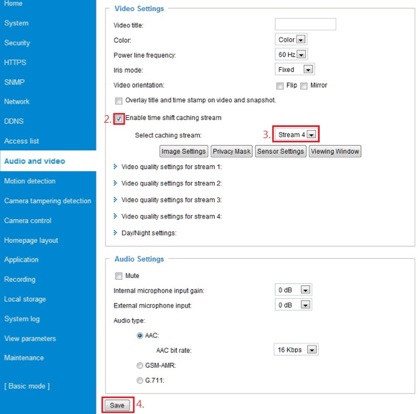 Home
System
Security
HTTPS
SNMP
Network
DDNS
Access list
Audio and video
Motion detection
Camera tampering detection
Camera control
Homepage layout
Application
Recording
Local storage
System log
View parameters
Maintenance
[ Basic mode ]
Video Settings
Video title:
Color: Color
Power line frequency: 60 Hz
Iris mode: Fixed
Video orientation: Flip Mirror
Overlay title and time stamp on video and snapshot.
2. Enable time shift caching stream
Select caching stream: 3. Stream 4
Image Settings Privacy Mask Sensor Settings Viewing Window
Video quality settings for stream 1:
Video quality settings for stream 2:
Video quality settings for stream 3:
Video quality settings for stream 4:
Day/Night settings:
Audio Settings
Mute
Internal microphone input gain: 0 dB
External microphone input: 0 dB
Audio type:
AAC:
AAC bit rate: 16 Kbps
GSM-AMR:
G.711:
Save 4.